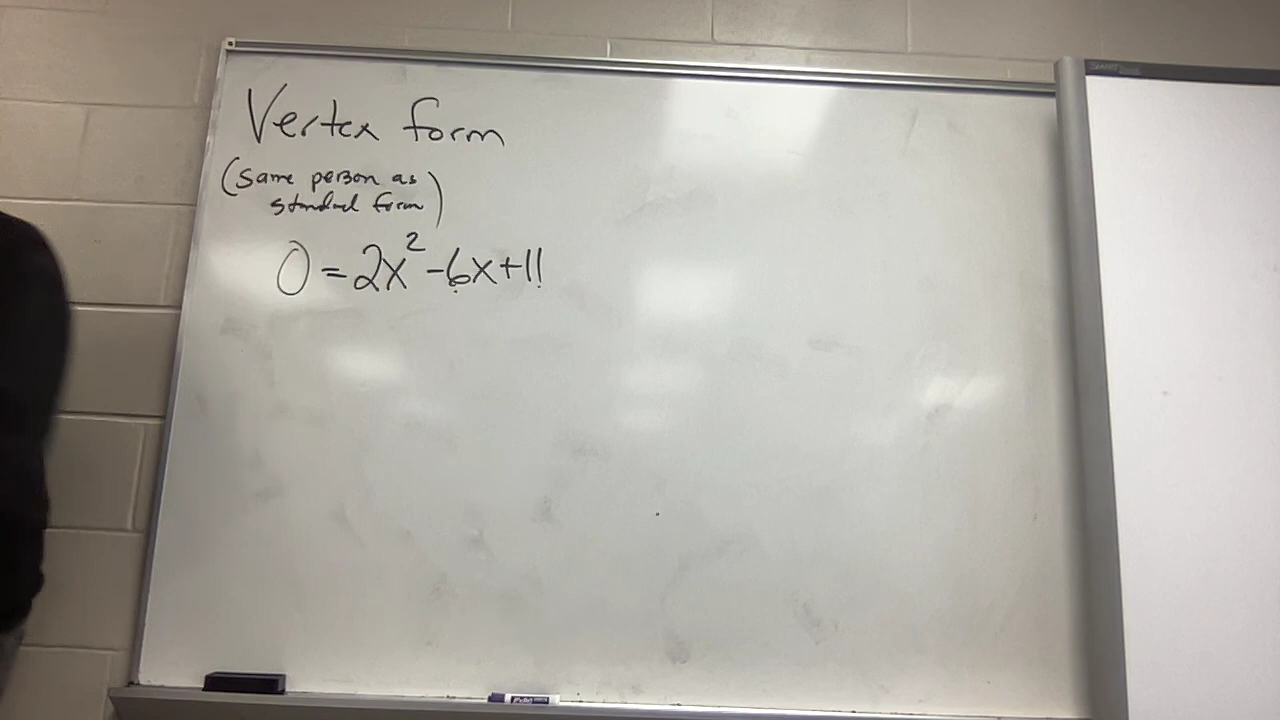 Vertex form
(same person as
standard form)
0 = 2x² - 6x + 11